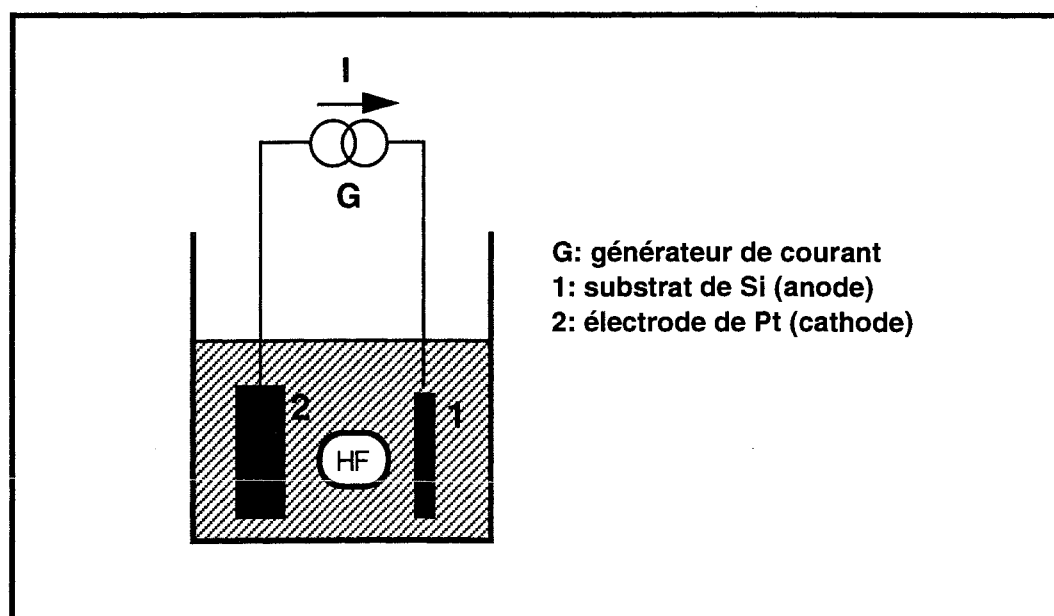 I
G
G: générateur de courant
1: substrat de Si (anode)
2: électrode de Pt (cathode)
2
1
HF